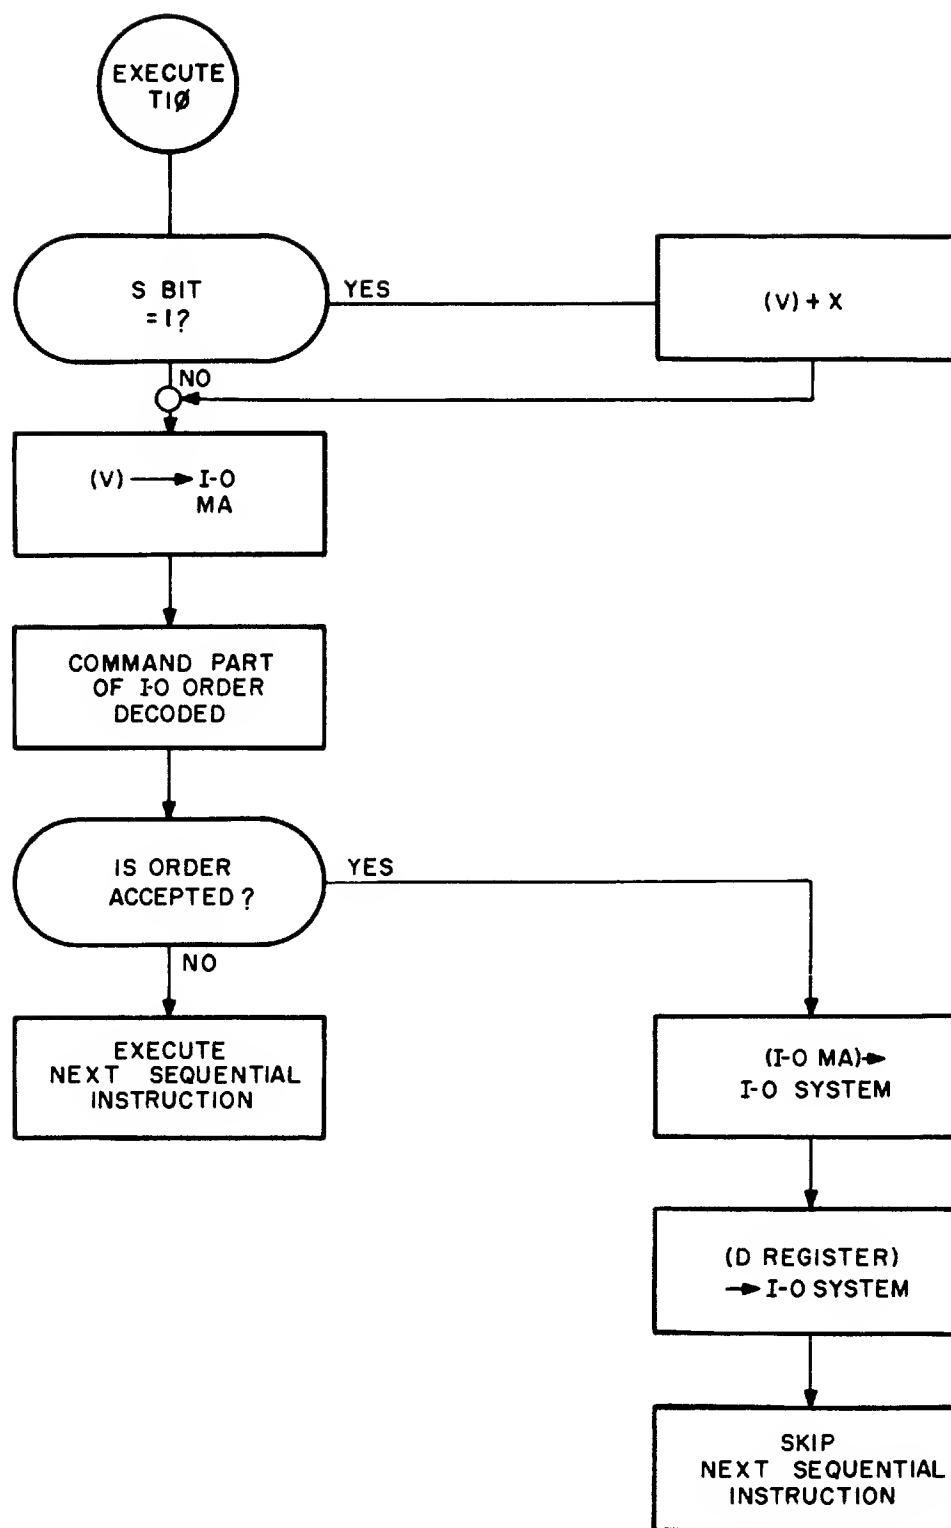 EXECUTE
TIØ
S BIT
= 1?
YES
(V) + X
NO
(V) → I-O
MA
COMMAND PART
OF I-O ORDER
DECODED
IS ORDER
ACCEPTED ?
YES
NO
EXECUTE
NEXT SEQUENTIAL
INSTRUCTION
(I-O MA)→
I-O SYSTEM
(D REGISTER)
→ I-O SYSTEM
SKIP
NEXT SEQUENTIAL
INSTRUCTION